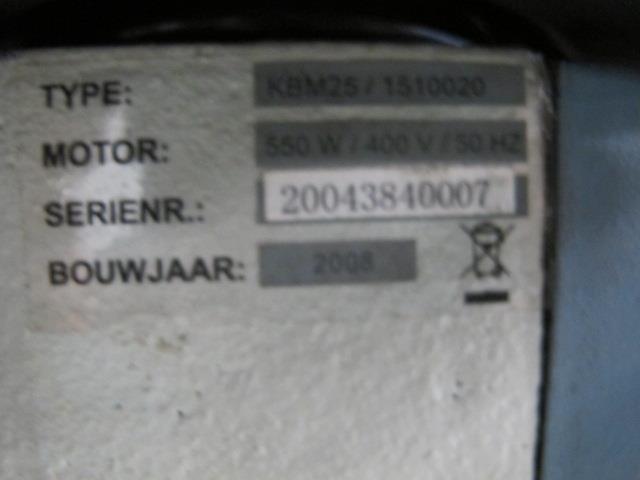 TYPE: KBM25 / 1510020
MOTOR: 550 W / 400 V / 50 HZ
SERIENR.: 20043840007
BOUWJAAR: 2008